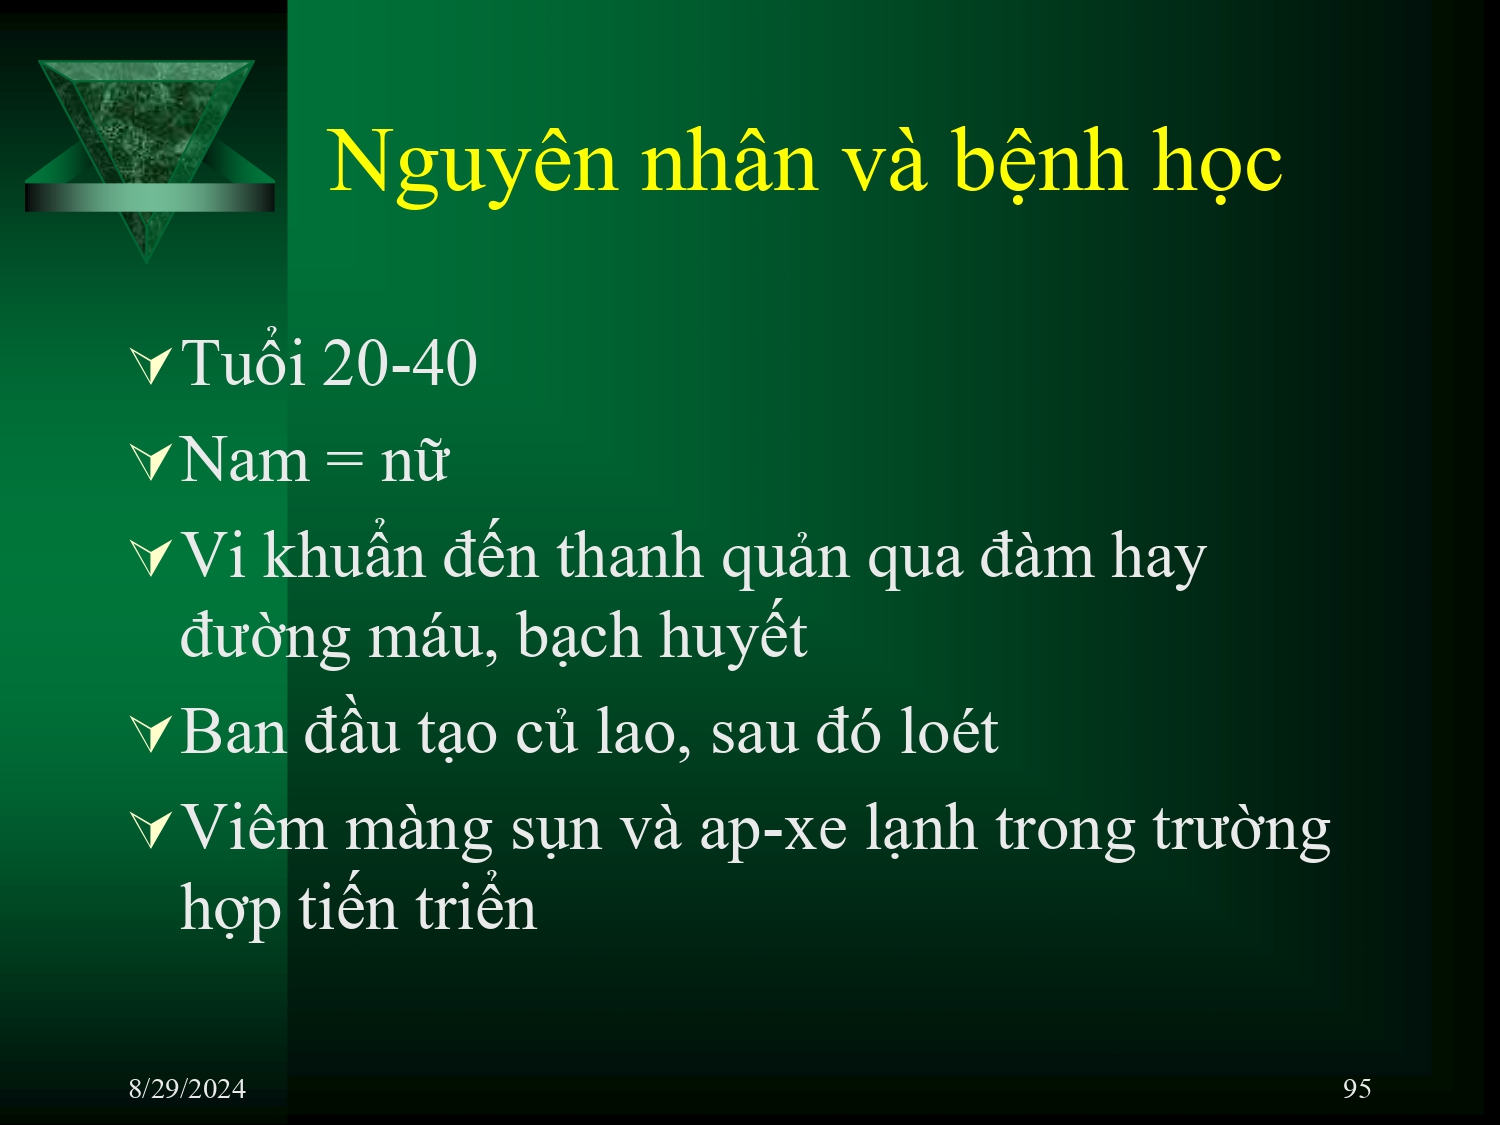 Nguyên nhân và bệnh học
Tuổi 20-40
Nam = nữ
Vi khuẩn đến thanh quản qua đàm hay
đường máu, bạch huyết
Ban đầu tạo củ lao, sau đó loét
Viêm màng sụn và ap-xe lạnh trong trường
hợp tiến triển
8/29/2024
95